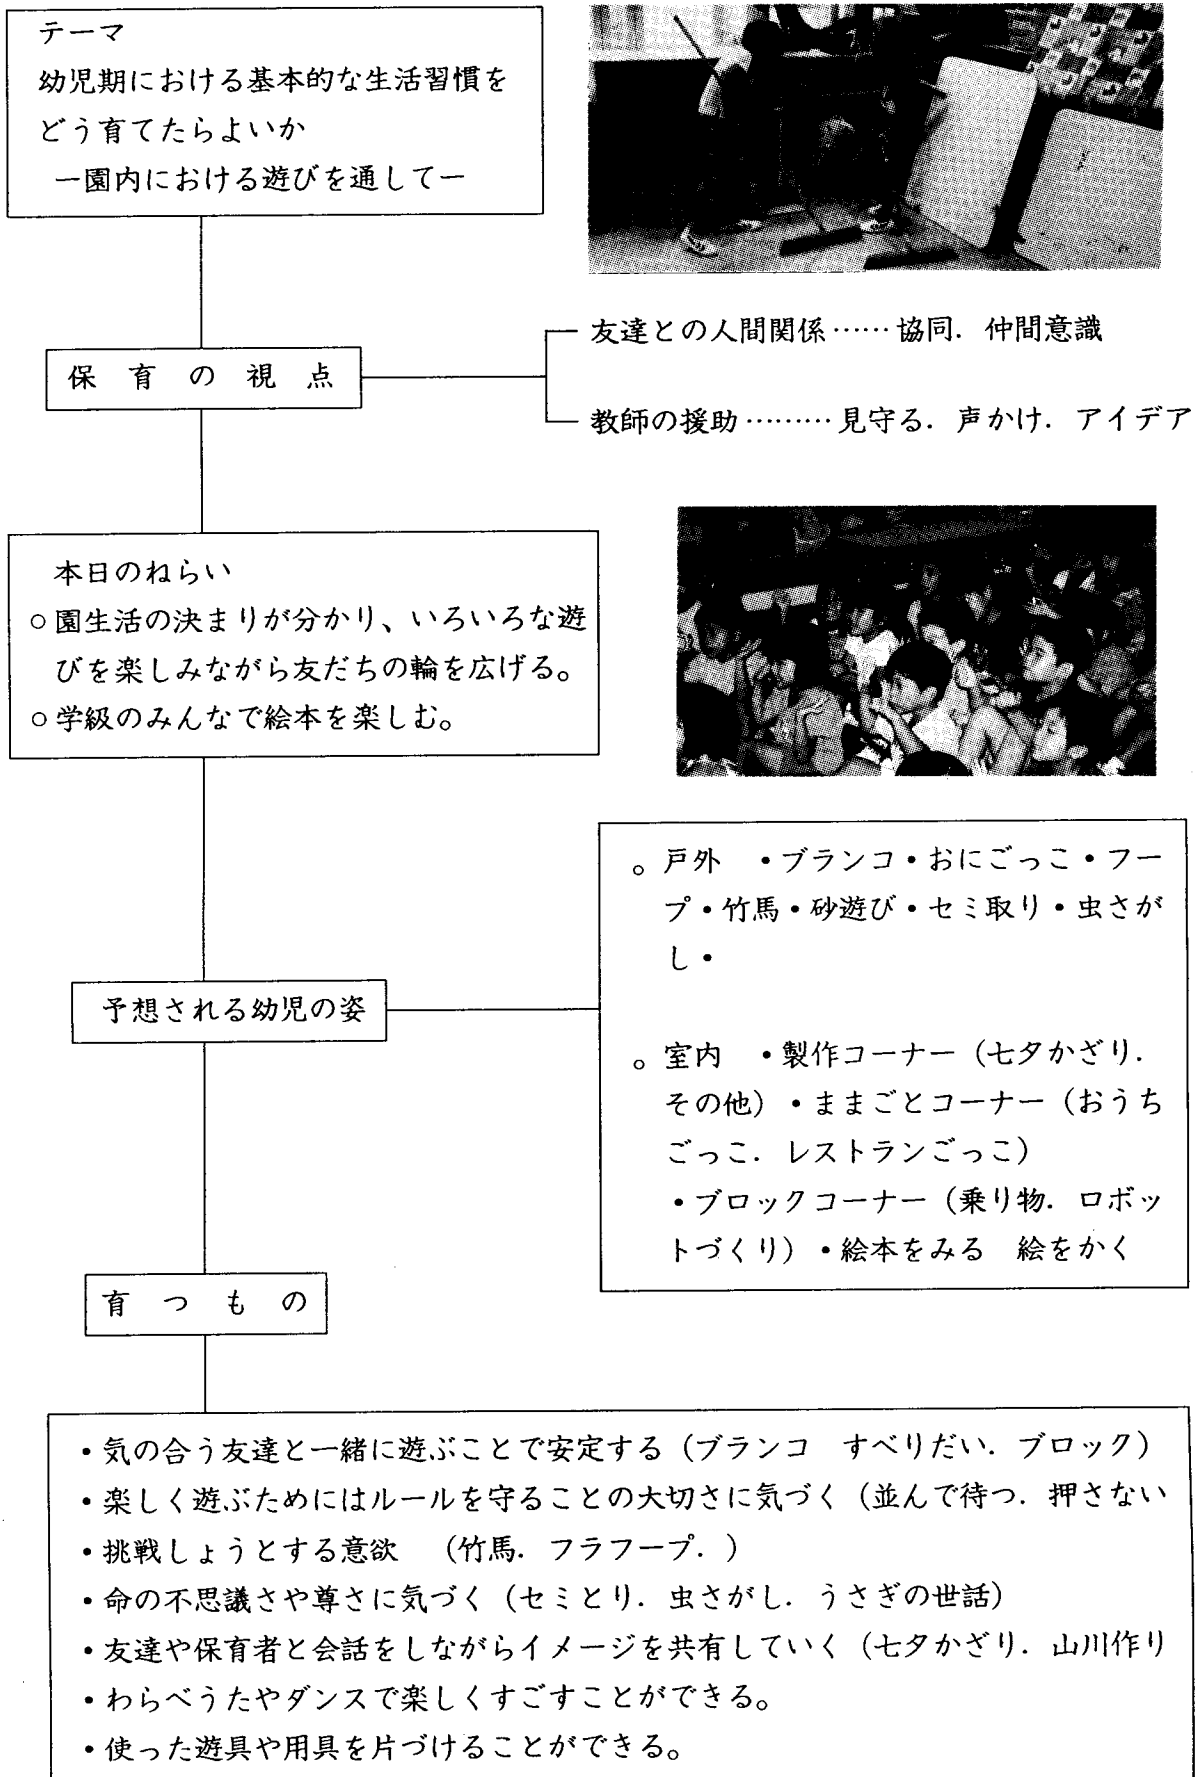 テーマ
幼児期における基本的な生活習慣を
どう育てたらよいか
ー園内における遊びを通してー
保育の視点
友達との人間関係……協同．仲間意識
教師の援助………見守る．声かけ．アイデア
本日のねらい
○園生活の決まりが分かり、いろいろな遊
びを楽しみながら友だちの輪を広げる。
○学級のみんなで絵本を楽しむ。
予想される幼児の姿
。戸外　・ブランコ・おにごっこ・フー
プ・竹馬・砂遊び・セミ取り・虫さが
し・
。室内　・製作コーナー（七夕かざり．
その他）・ままごとコーナー（おうち
ごっこ．レストランごっこ）
・ブロックコーナー（乗り物．ロボッ
トづくり）・絵本をみる　絵をかく
育つもの
・気の合う友達と一緒に遊ぶことで安定する（ブランコ　すべりだい．ブロック）
・楽しく遊ぶためにはルールを守ることの大切さに気づく（並んで待つ．押さない
・挑戦しょうとする意欲　（竹馬．フラフープ．）
・命の不思議さや尊さに気づく（セミとり．虫さがし．うさぎの世話）
・友達や保育者と会話をしながらイメージを共有していく（七夕かざり．山川作り
・わらべうたやダンスで楽しくすごすことができる。
・使った遊具や用具を片づけることができる。